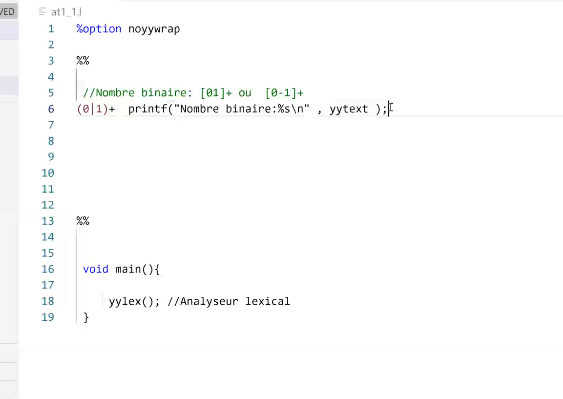 VED
at1_1.l
1 %option noyywrap
2
3 %%
4
5 //Nombre binaire: [01]+ ou [0-1]+
6 (0|1)+ printf("Nombre binaire:%s\n" , yytext );
7
8
9
10
11
12
13 %%
14
15
16 void main(){
17
18 yylex(); //Analyseur lexical
19 }